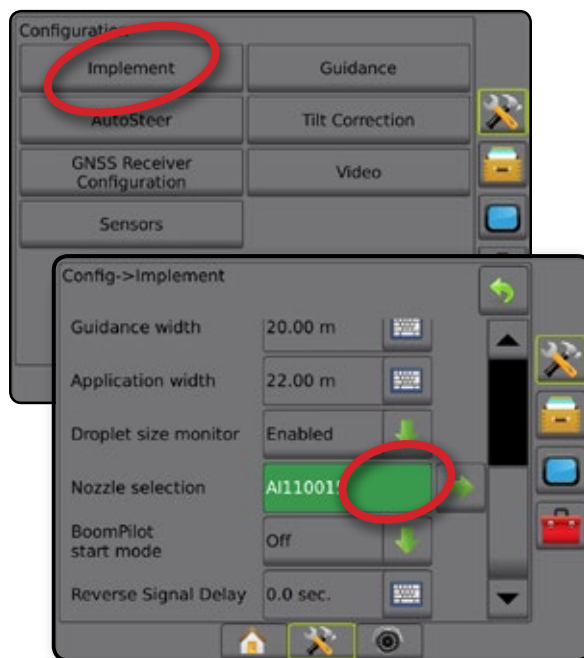 Configuration
Implement
Guidance
AutoSteer
Tilt Correction
GNSS Receiver
Configuration
Video
Sensors
Config->Implement
Guidance width
20.00 m
Application width
22.00 m
Droplet size monitor
Enabled
Nozzle selection
BoomPilot
start mode
Off
Reverse Signal Delay
0.0 sec.